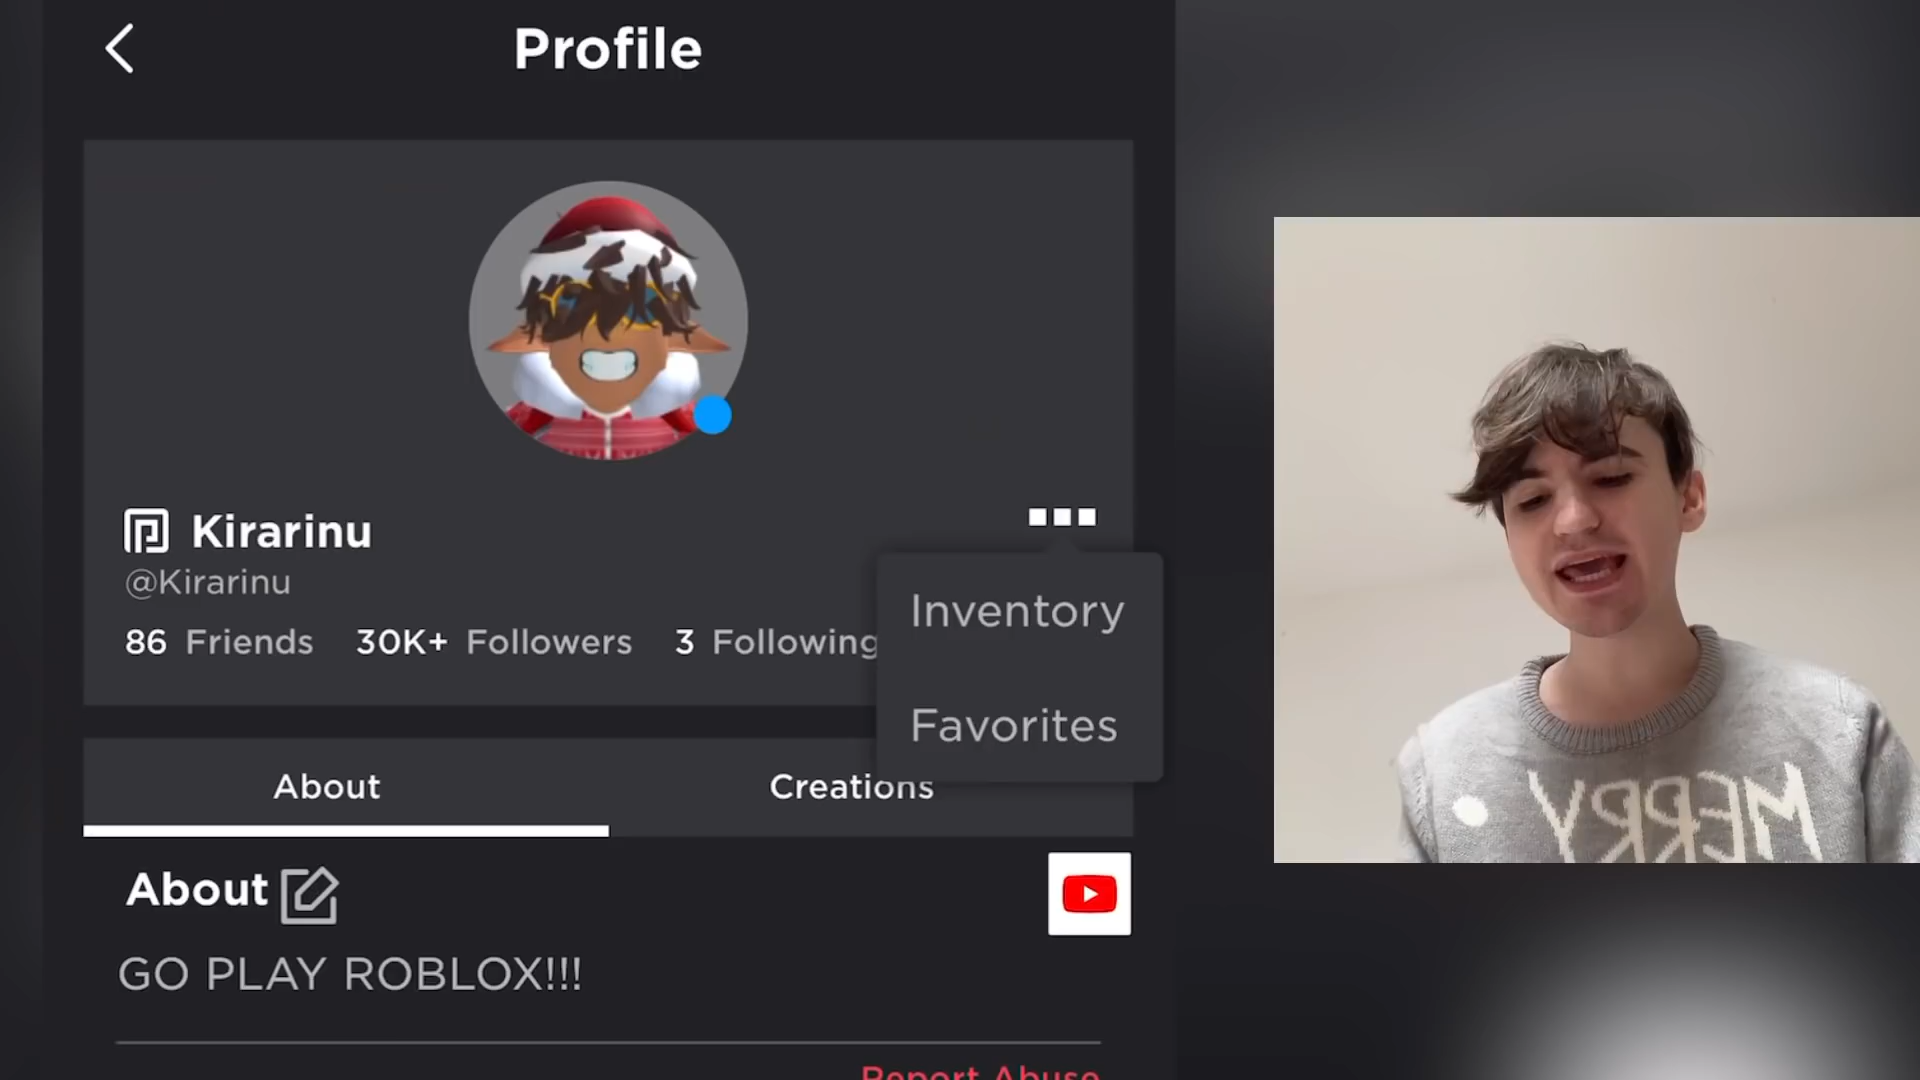 Profile
Kirarinu
@Kirarinu
86 Friends 30K+ Followers 3 Following
Inventory
Favorites
About Creations
About
GO PLAY ROBLOX!!!
Report Abuse
MERRY